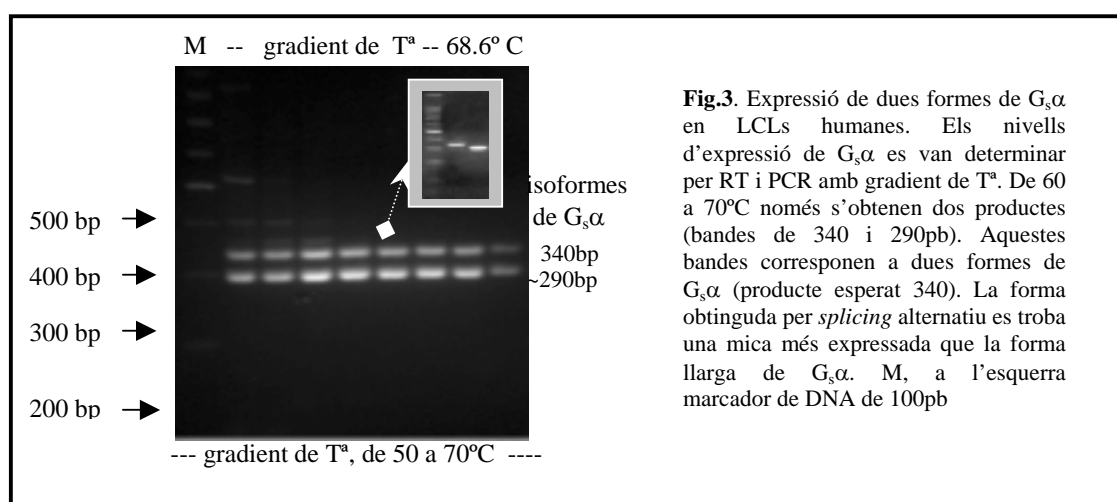 M -- gradient de Tª -- 68.6º C
isoformes
de Gsα
500 bp
340bp
400 bp
~290bp
300 bp
200 bp
--- gradient de Tª, de 50 a 70ºC ----
Fig.3. Expressió de dues formes de Gsα
en LCLs humanes. Els nivells
d’expressió de Gsα es van determinar
per RT i PCR amb gradient de Tª. De 60
a 70ºC només s’obtenen dos productes
(bandes de 340 i 290pb). Aquestes
bandes corresponen a dues formes de
Gsα (producte esperat 340). La forma
obtinguda per splicing alternatiu es troba
una mica més expressada que la forma
llarga de Gsα. M, a l’esquerra
marcador de DNA de 100pb